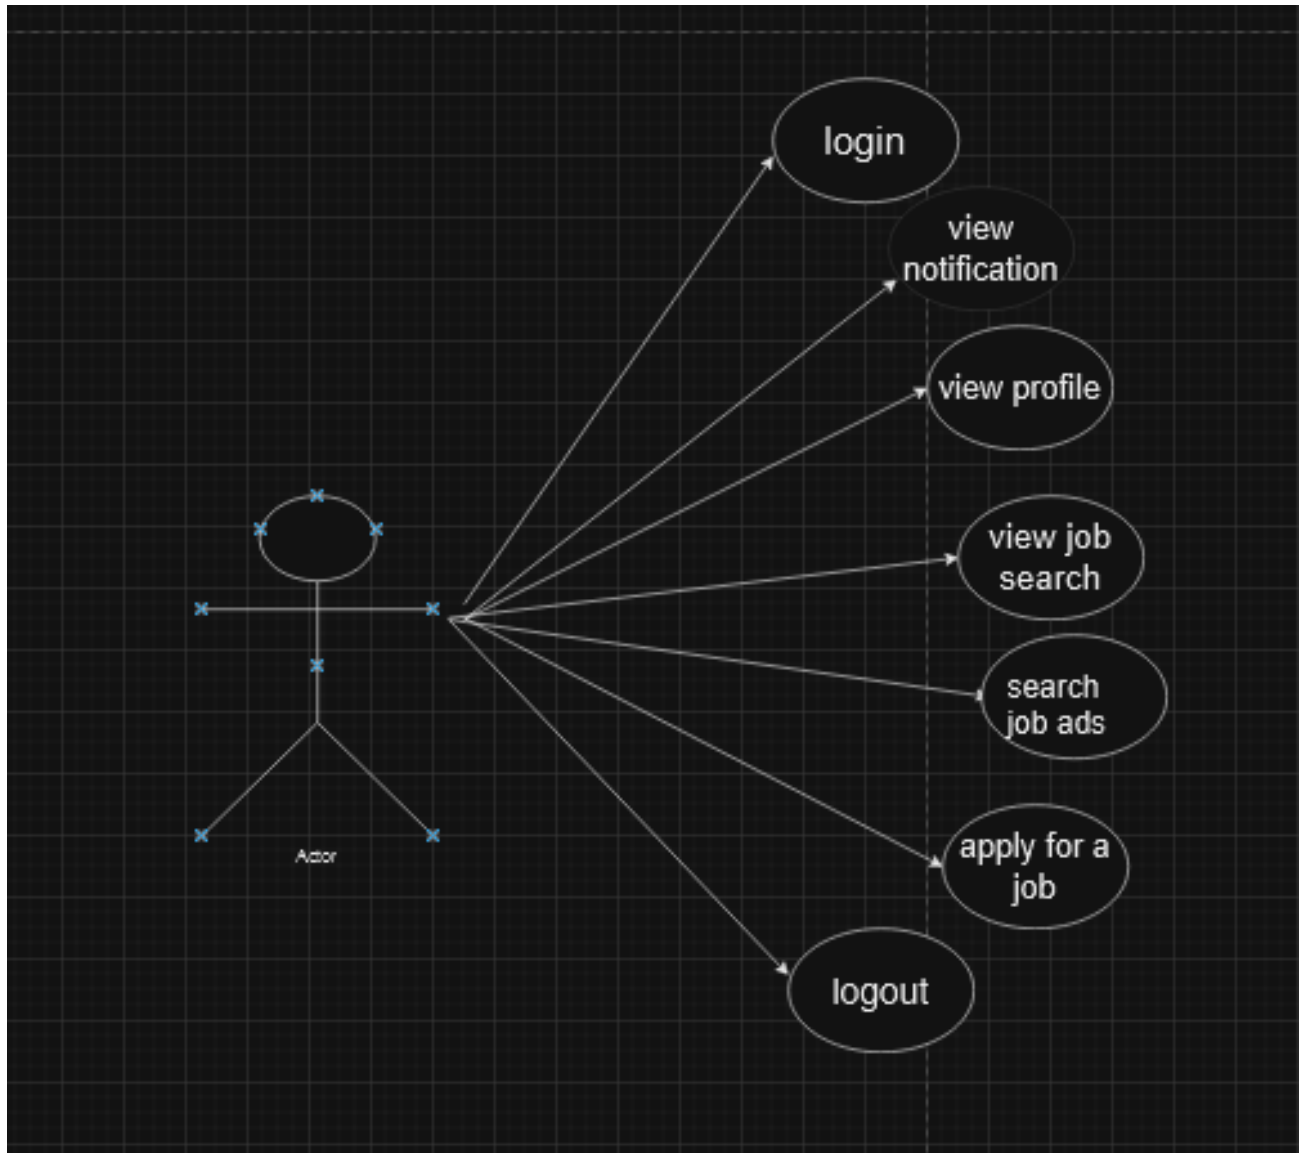 login
view
notification
view profile
view job
search
search
job ads
Actor
apply for a
job
logout